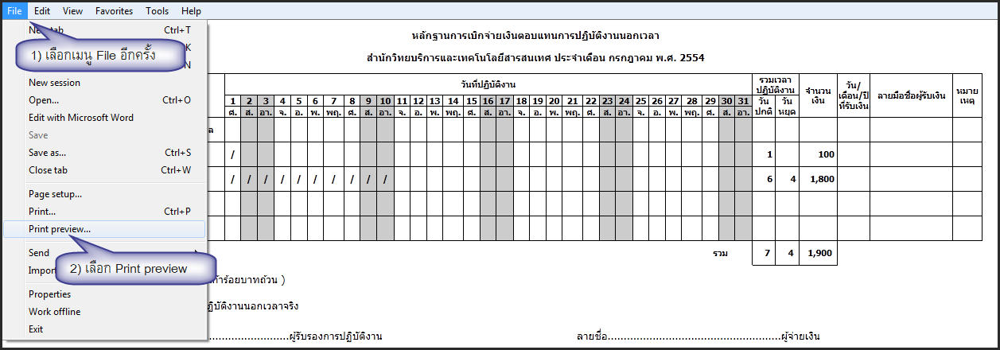 File Edit View Favorites Tools Help
หลักฐานการเบิกจ่ายเงินตอบแทนการปฏิบัติงานนอกเวลา
สำนักวิทยบริการและเทคโนโลยีสารสนเทศ ประจำเดือน กรกฎาคม พ.ศ. 2554
New tab Ctrl+T
K
1) เลือกเมนู File อีกครั้ง
N
New session
Open... Ctrl+O
Edit with Microsoft Word
Save
Save as... Ctrl+S
Close tab Ctrl+W
Page setup...
Print... Ctrl+P
Print preview...
Send
Import
2) เลือก Print preview
Properties
Work offline
Exit
วันที่ปฏิบัติงาน
รวมเวลา
ปฏิบัติงาน
จำนวน
เงิน
วัน/
เดือน/ปี
ที่รับเงิน
ลายมือชื่อผู้รับเงิน
หมาย
เหตุ
1 2 3 4 5 6 7 8 9 10 11 12 13 14 15 16 17 18 19 20 21 22 23 24 25 26 27 28 29 30 31
วัน
ปกติ
วัน
หยุด
ศ. ส. อา. จ. อ. พ. พฤ. ศ. ส. อา. จ. อ. พ. พฤ. ศ. ส. อา. จ. อ. พ. พฤ. ศ. ส. อา. จ. อ. พ. พฤ. ศ. ส. อา.
ล
/ 1 100
/ / / / / / / / / / 6 4 1,800
รวม 7 4 1,900
ก้าร้อยบาทถ้วน )
ฏิบัติงานนอกเวลาจริง
........................ผู้รับรองการปฏิบัติงาน
ลายชื่อ......................................................ผู้จ่ายเงิน